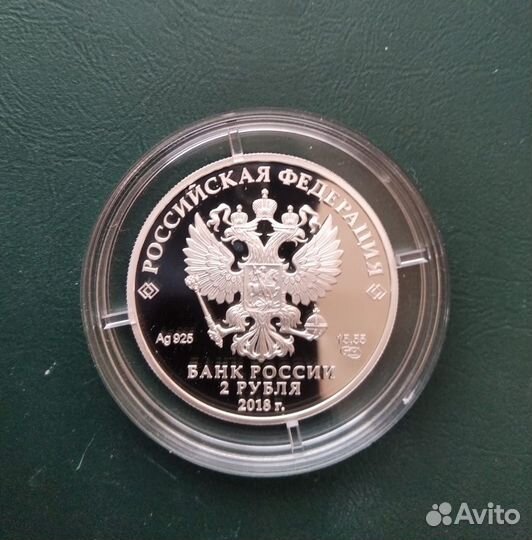 РОССИЙСКАЯ ФЕДЕРАЦИЯ
Ag 925
15,55
БАНК РОССИИ
2 РУБЛЯ
2018 г.
Avito